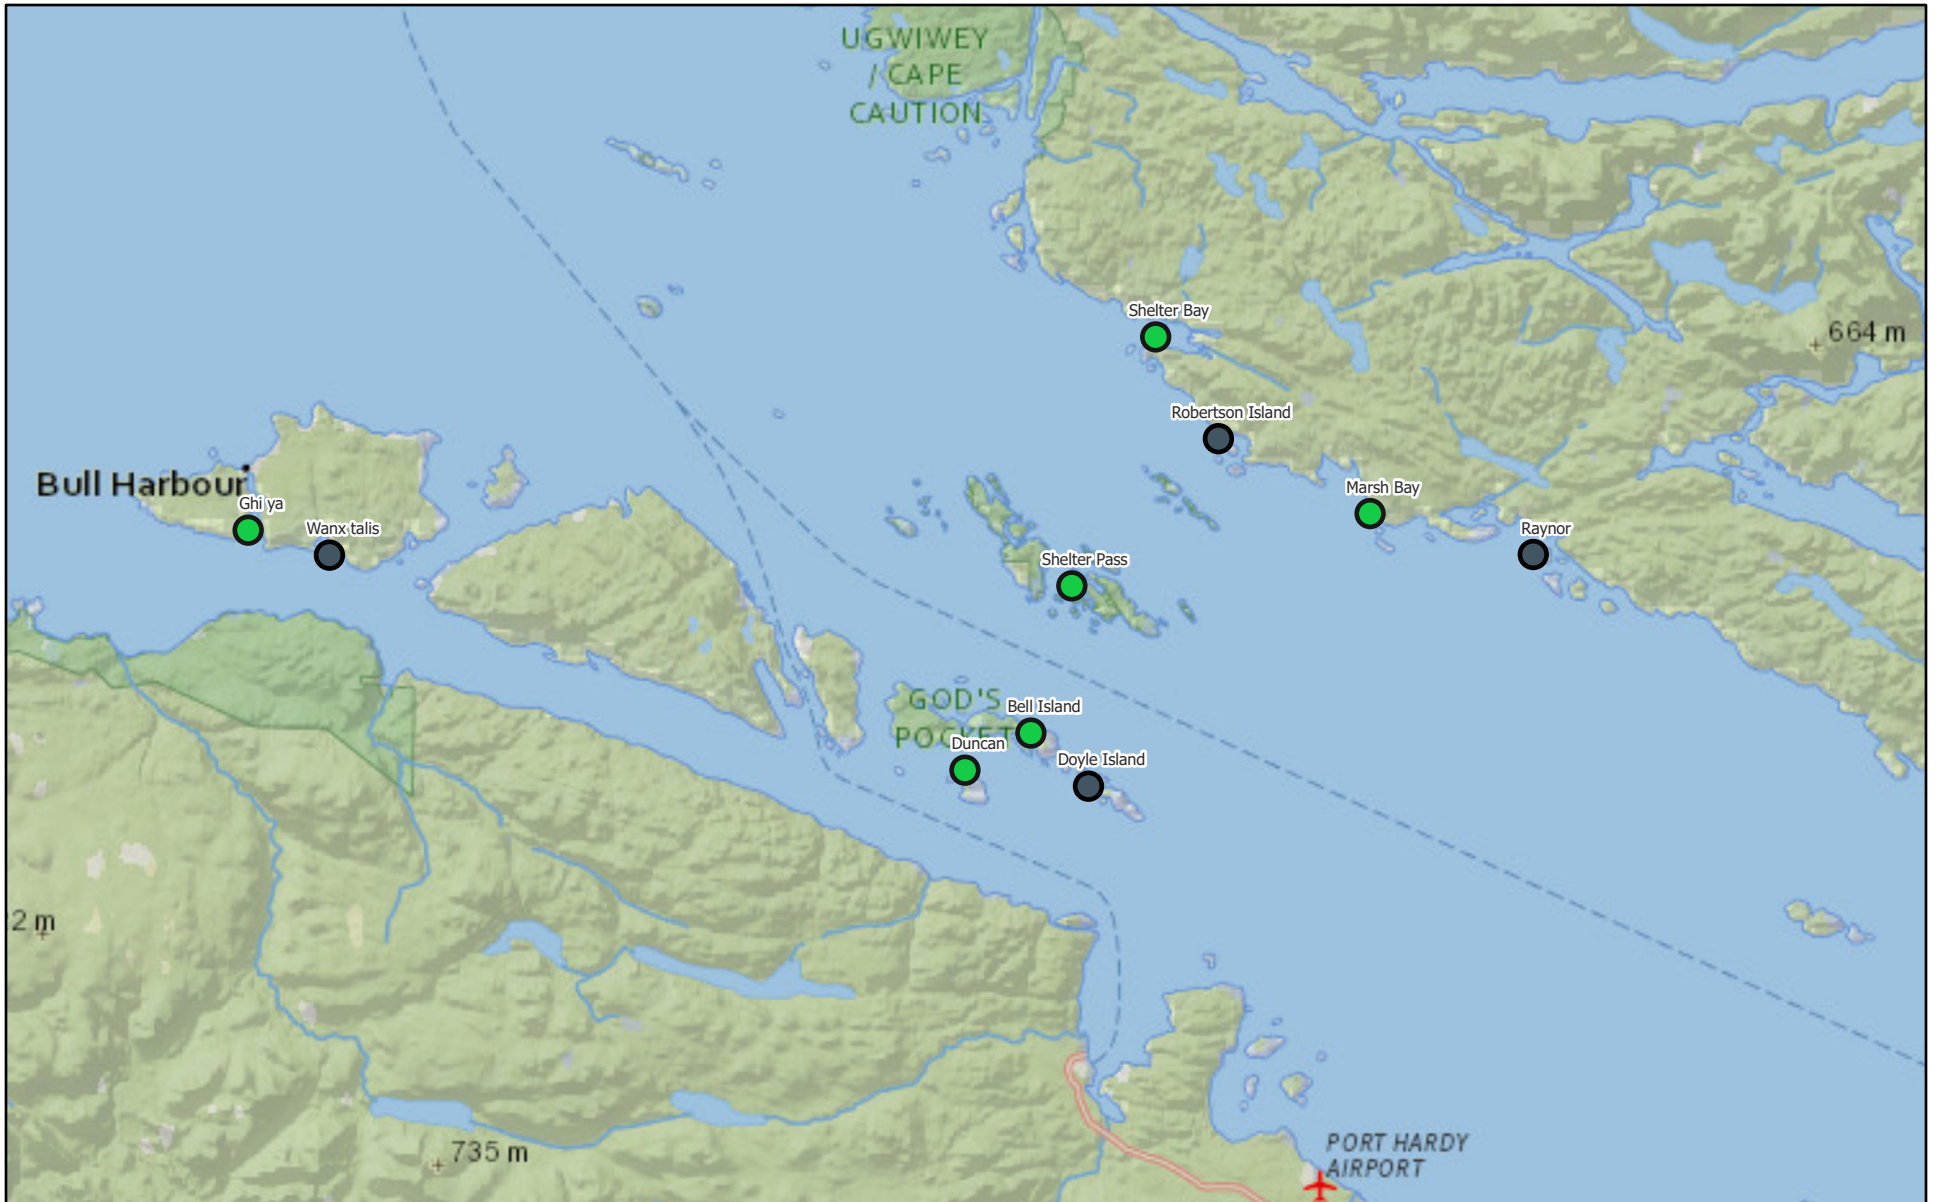 UGWIWEY
/ CAPE
CAUTION
Shelter Bay
664 m
Robertson Island
Bull Harbour
Ghi ya
Wanx talis
Marsh Bay
Raynor
Shelter Pass
GOD'S
POCKET
Bell Island
Duncan
Doyle Island
2 m
735 m
PORT HARDY
AIRPORT